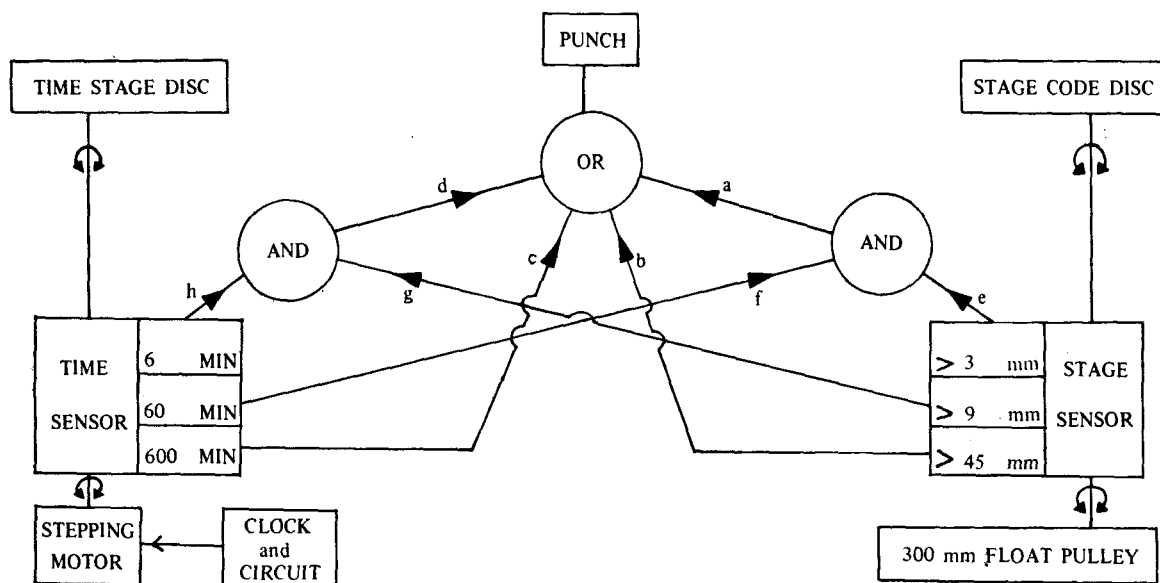 PUNCH
TIME STAGE DISC
STAGE CODE DISC
OR
d
a
AND
AND
c
b
h
g
f
e
TIME
SENSOR
6 MIN
60 MIN
600 MIN
> 3 mm
> 9 mm
> 45 mm
STAGE
SENSOR
STEPPING
MOTOR
CLOCK
and
CIRCUIT
300 mm FLOAT PULLEY